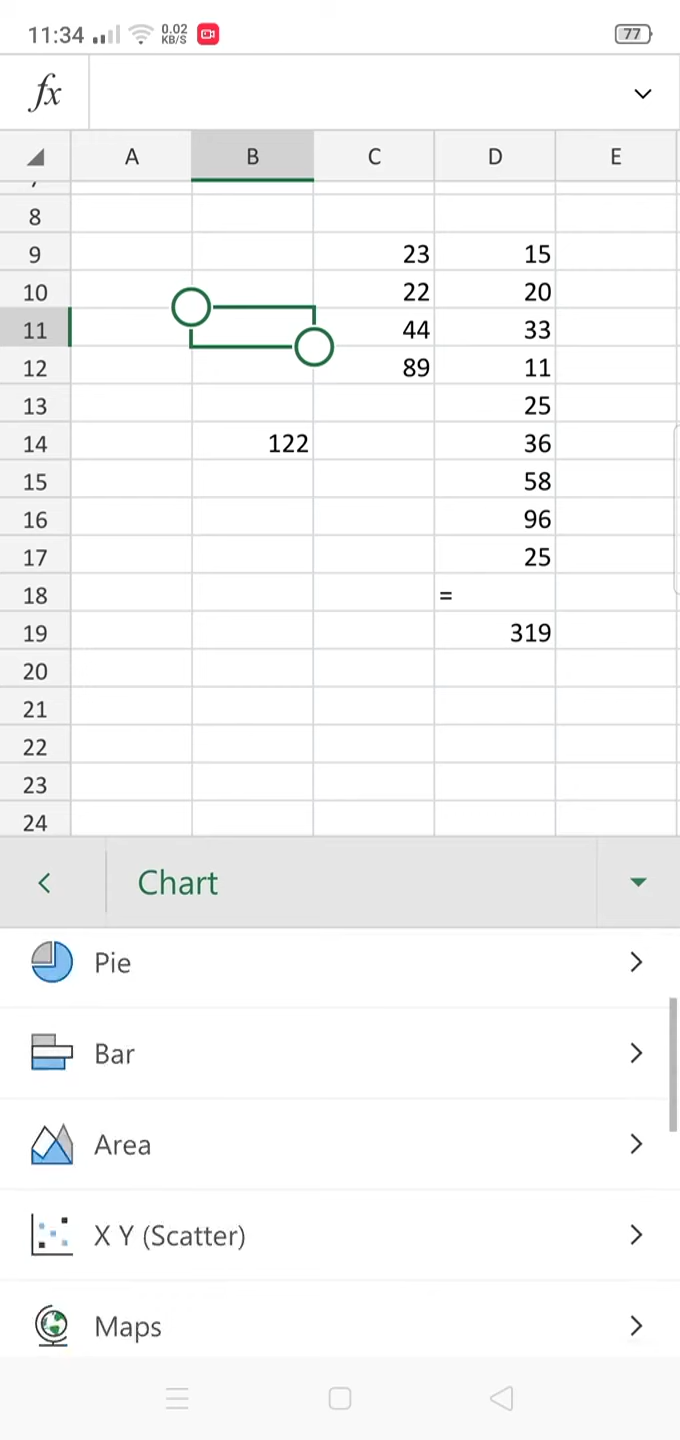 11:34 0.02 KB/S 77
fx
A B C D E
8
9 23 15
10 22 20
11 44 33
12 89 11
13 25
14 122 36
15 58
16 96
17 25
18 =
19 319
20
21
22
23
24
Chart
Pie
Bar
Area
X Y (Scatter)
Maps